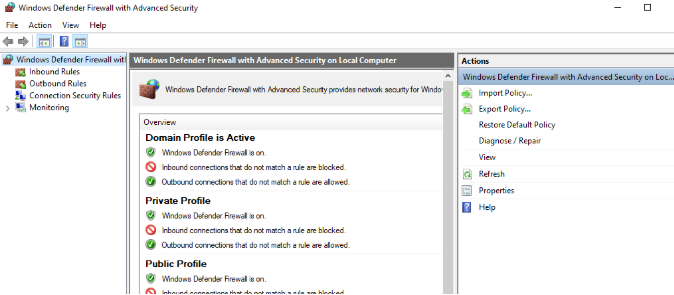 Windows Defender Firewall with Advanced Security
File Action View Help
Windows Defender Firewall with
Inbound Rules
Outbound Rules
Connection Security Rules
Monitoring
Windows Defender Firewall with Advanced Security on Local Computer
Windows Defender Firewall with Advanced Security provides network security for Window
Overview
Domain Profile is Active
Windows Defender Firewall is on.
Inbound connections that do not match a rule are blocked.
Outbound connections that do not match a rule are allowed.
Private Profile
Windows Defender Firewall is on.
Inbound connections that do not match a rule are blocked.
Outbound connections that do not match a rule are allowed.
Public Profile
Windows Defender Firewall is on.
Actions
Windows Defender Firewall with Advanced Security on Loc...
Import Policy...
Export Policy...
Restore Default Policy
Diagnose / Repair
View
Refresh
Properties
Help